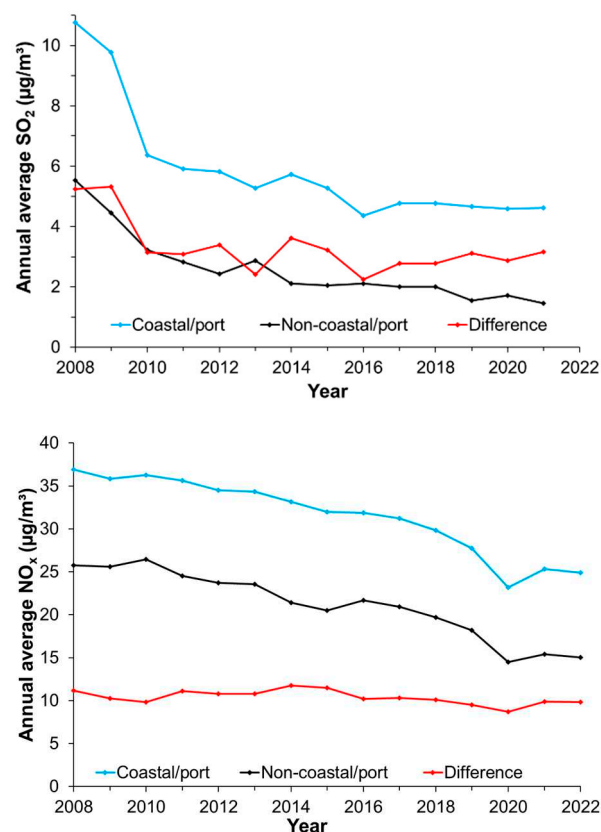 Annual average SO₂ (µg/m³)
10
8
6
4
2
0
Coastal/port Non-coastal/port Difference
2008 2010 2012 2014 2016 2018 2020 2022
Year
Annual average NOₓ (µg/m³)
40
35
30
25
20
15
10
5
0
Coastal/port Non-coastal/port Difference
2008 2010 2012 2014 2016 2018 2020 2022
Year